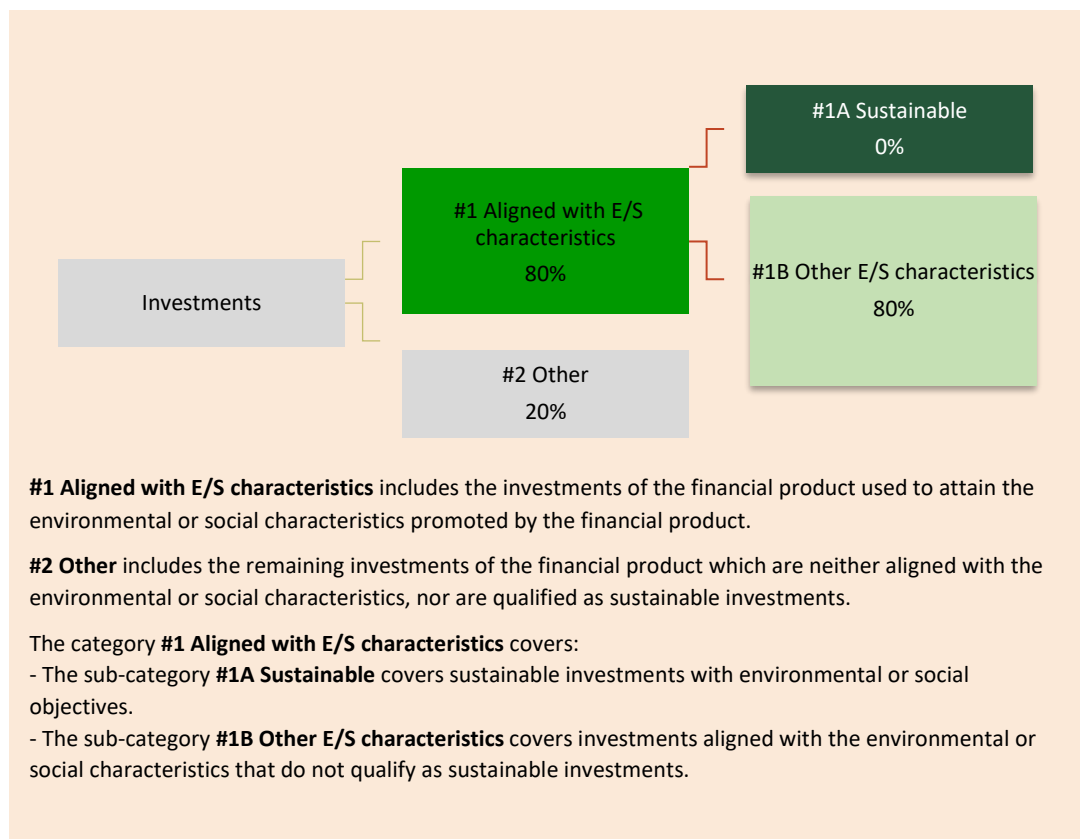 #1A Sustainable
0%
#1 Aligned with E/S
characteristics
80%
#1B Other E/S characteristics
80%
Investments
#2 Other
20%
#1 Aligned with E/S characteristics includes the investments of the financial product used to attain the
environmental or social characteristics promoted by the financial product.
#2 Other includes the remaining investments of the financial product which are neither aligned with the
environmental or social characteristics, nor are qualified as sustainable investments.
The category #1 Aligned with E/S characteristics covers:
- The sub-category #1A Sustainable covers sustainable investments with environmental or social
objectives.
- The sub-category #1B Other E/S characteristics covers investments aligned with the environmental or
social characteristics that do not qualify as sustainable investments.